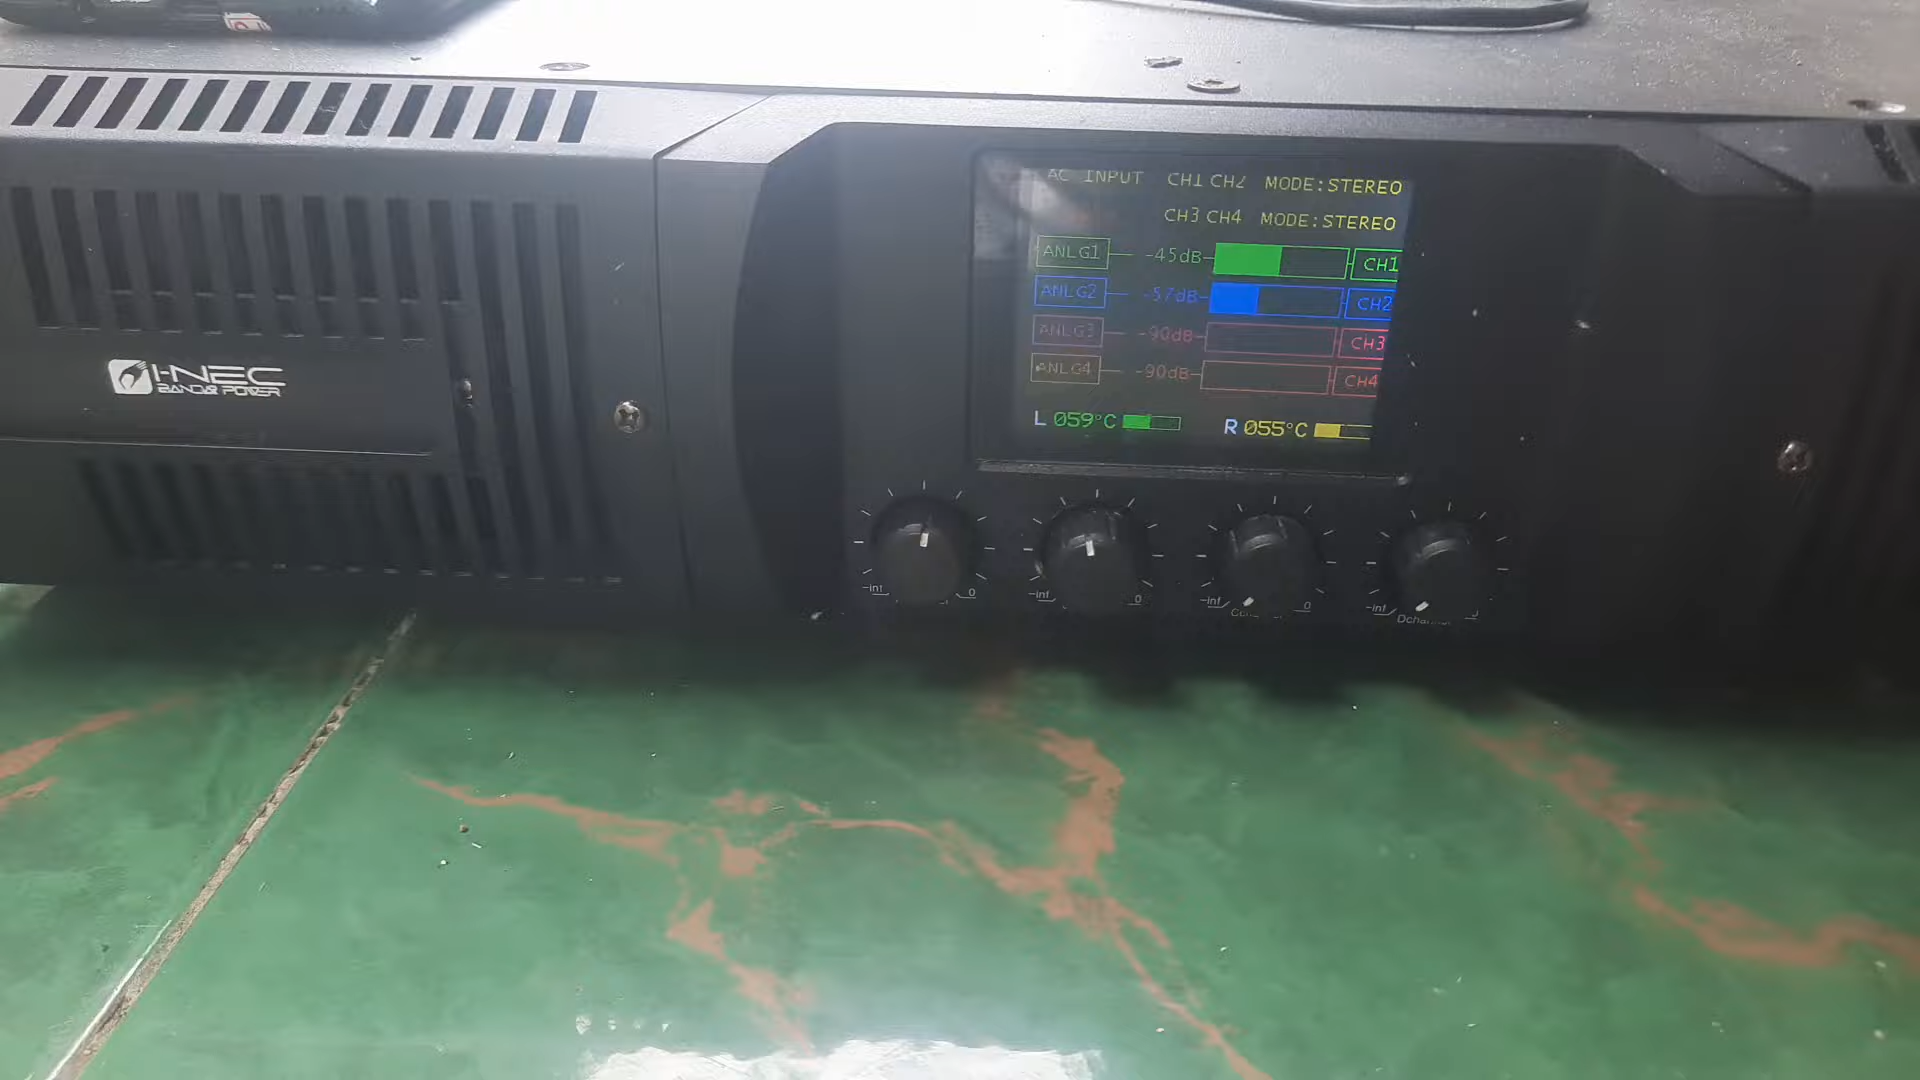 AC INPUT CH1 CH2 MODE:STEREO
CH3 CH4 MODE:STEREO
ANLG1 -45dB CH1
ANLG2 -57dB CH2
ANLG3 -90dB CH3
ANLG4 -90dB CH4
L 059°C R 055°C
I-NEC
POWER
-inf 0
-inf 0
-inf 0
-inf